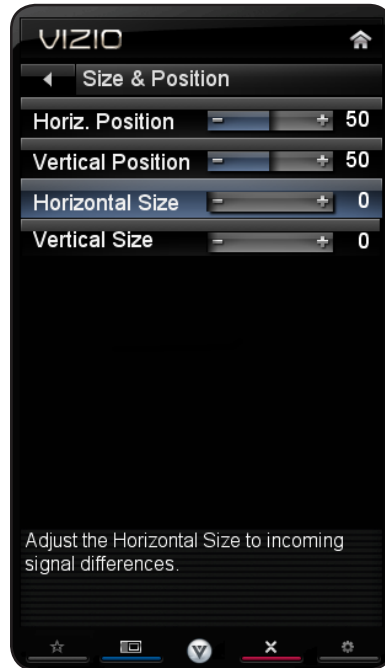 VIZIO
Size & Position
Horiz. Position - + 50
Vertical Position - + 50
Horizontal Size - + 0
Vertical Size - + 0
Adjust the Horizontal Size to incoming
signal differences.
V